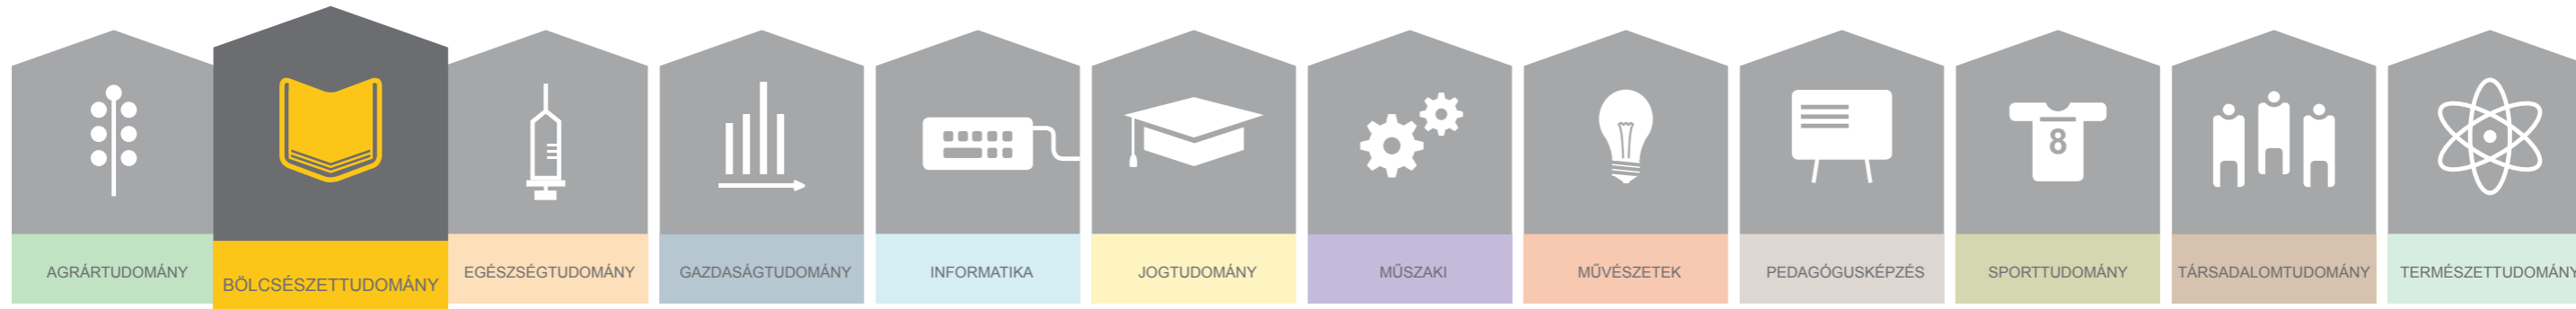 8
AGRÁRTUDOMÁNY
BÖLCSÉSZETTUDOMÁNY
EGÉSZSÉGTUDOMÁNY
GAZDASÁGTUDOMÁNY
INFORMATIKA
JOGTUDOMÁNY
MŰSZAKI
MŰVÉSZETEK
PEDAGÓGUSKÉPZÉS
SPORTTUDOMÁNY
TÁRSADALOMTUDOMÁNY
TERMÉSZETTUDOMÁNY